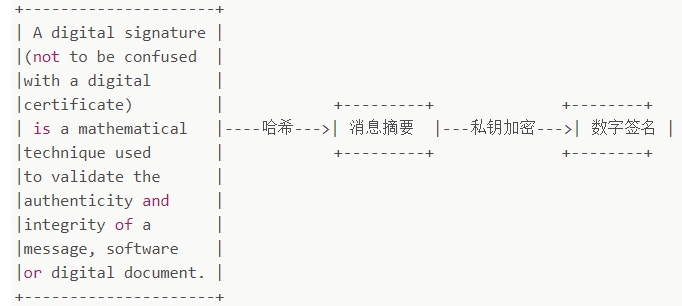 +--------------------+
| A digital signature |
|(not to be confused |
|with a digital |
|certificate) | +---------+ +--------+
| is a mathematical |----哈希--->| 消息摘要 |---私钥加密--->| 数字签名 |
|technique used | +---------+ +--------+
|to validate the |
|authenticity and |
|integrity of a |
|message, software |
|or digital document. |
+--------------------+